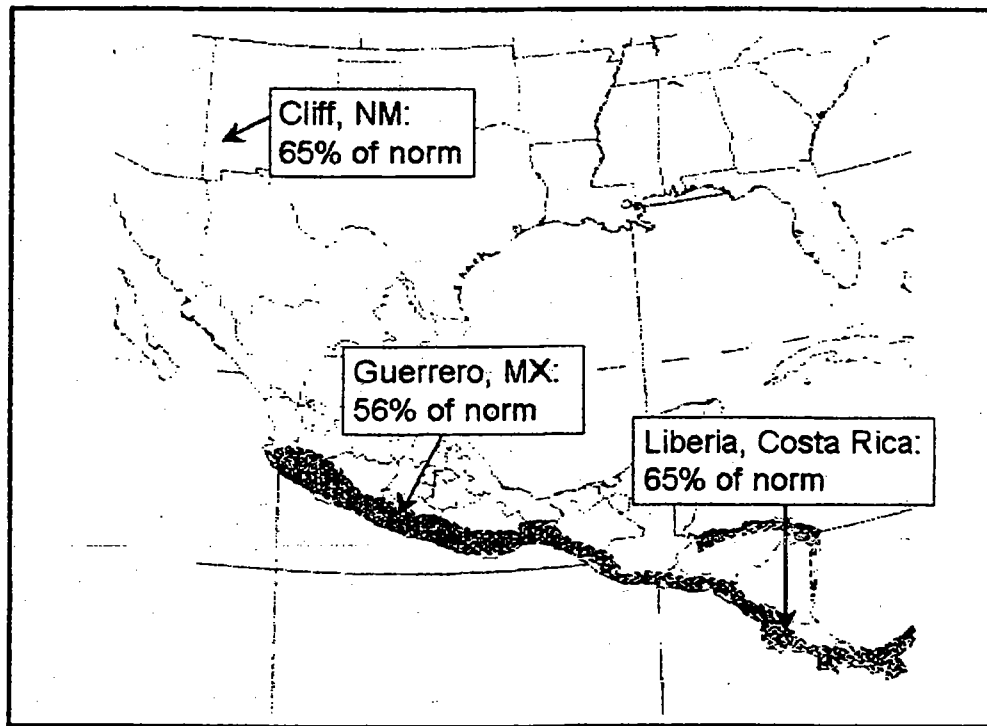 Cliff, NM:
65% of norm
Guerrero, MX:
56% of norm
Liberia, Costa Rica:
65% of norm